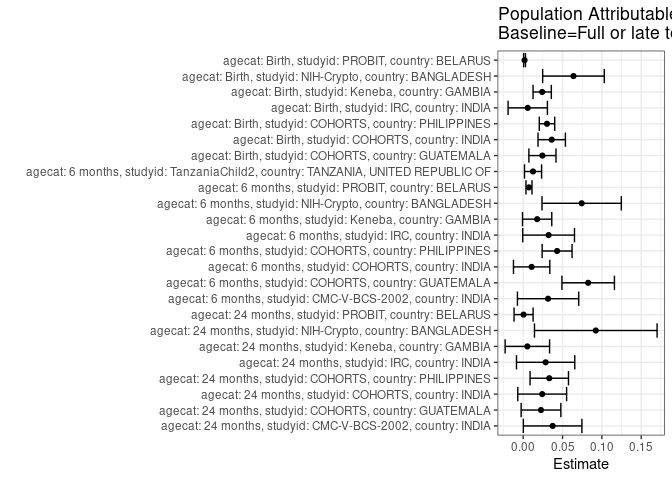 Population Attributable
Baseline=Full or late t
agecat: Birth, studyid: PROBIT, country: BELARUS
agecat: Birth, studyid: NIH-Crypto, country: BANGLADESH
agecat: Birth, studyid: Keneba, country: GAMBIA
agecat: Birth, studyid: IRC, country: INDIA
agecat: Birth, studyid: COHORTS, country: PHILIPPINES
agecat: Birth, studyid: COHORTS, country: INDIA
agecat: Birth, studyid: COHORTS, country: GUATEMALA
agecat: 6 months, studyid: TanzaniaChild2, country: TANZANIA, UNITED REPUBLIC OF
agecat: 6 months, studyid: PROBIT, country: BELARUS
agecat: 6 months, studyid: NIH-Crypto, country: BANGLADESH
agecat: 6 months, studyid: Keneba, country: GAMBIA
agecat: 6 months, studyid: IRC, country: INDIA
agecat: 6 months, studyid: COHORTS, country: PHILIPPINES
agecat: 6 months, studyid: COHORTS, country: INDIA
agecat: 6 months, studyid: COHORTS, country: GUATEMALA
agecat: 6 months, studyid: CMC-V-BCS-2002, country: INDIA
agecat: 24 months, studyid: PROBIT, country: BELARUS
agecat: 24 months, studyid: NIH-Crypto, country: BANGLADESH
agecat: 24 months, studyid: Keneba, country: GAMBIA
agecat: 24 months, studyid: IRC, country: INDIA
agecat: 24 months, studyid: COHORTS, country: PHILIPPINES
agecat: 24 months, studyid: COHORTS, country: INDIA
agecat: 24 months, studyid: COHORTS, country: GUATEMALA
agecat: 24 months, studyid: CMC-V-BCS-2002, country: INDIA
0.00 0.05 0.10 0.15
Estimate